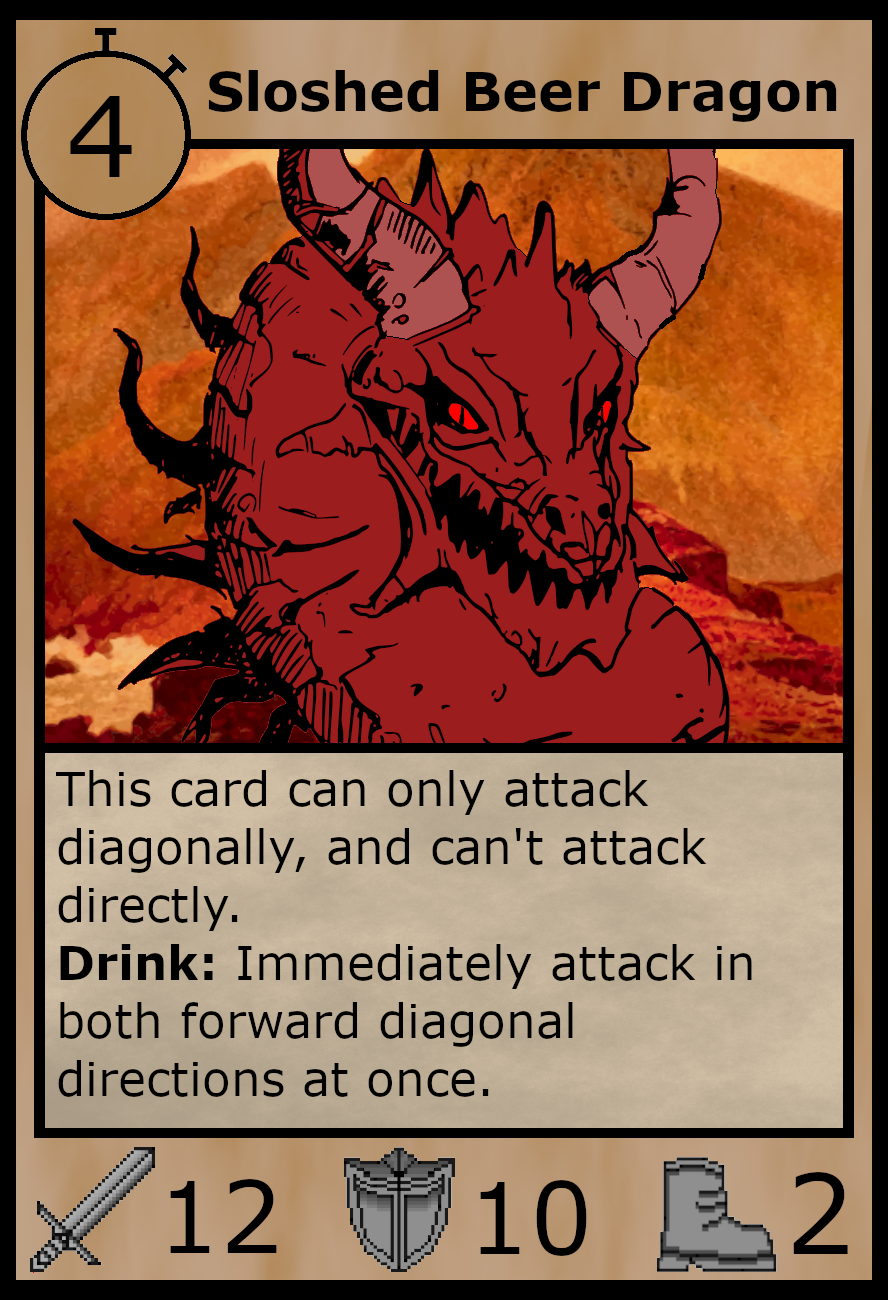 4
Sloshed Beer Dragon
This card can only attack
diagonally, and can't attack
directly.
Drink: Immediately attack in
both forward diagonal
directions at once.
12 10 2